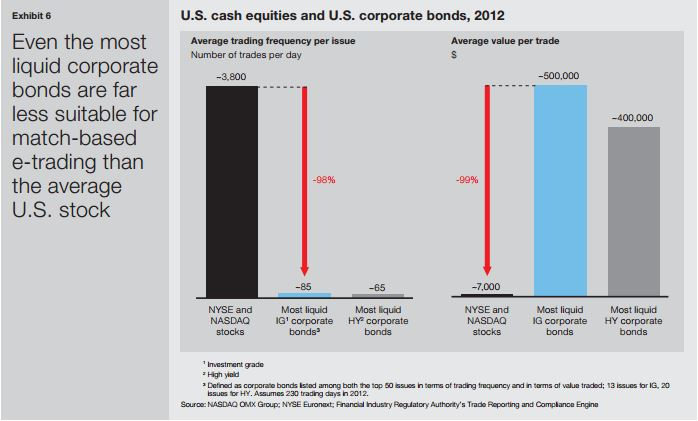 Exhibit 6
Even the most
liquid corporate
bonds are far
less suitable for
match-based
e-trading than
the average
U.S. stock
U.S. cash equities and U.S. corporate bonds, 2012
Average trading frequency per issue
Number of trades per day
~3,800
-98%
~85
~65
NYSE and
NASDAQ
stocks
Most liquid
IG¹ corporate
bonds³
Most liquid
HY² corporate
bonds
Average value per trade
$
~500,000
~400,000
-99%
~7,000
NYSE and
NASDAQ
stocks
Most liquid
IG corporate
bonds
Most liquid
HY corporate
bonds
¹ Investment grade
² High yield
³ Defined as corporate bonds listed among both the top 50 issues in terms of trading frequency and in terms of value traded; 13 issues for IG, 20
issues for HY. Assumes 230 trading days in 2012.
Source: NASDAQ OMX Group; NYSE Euronext; Financial Industry Regulatory Authority's Trade Reporting and Compliance Engine